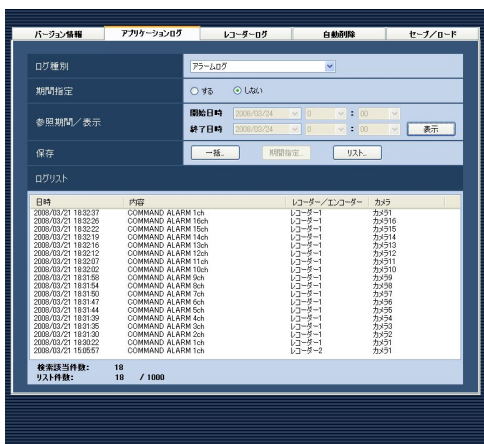 バージョン情報 アプリケーションログ レコーダーログ 自動削除 セーブ／ロード
ログ種別 アラームログ
期間指定 する しない
参照期間／表示 開始日時 2008/03/24 0 : 00
終了日時 2008/03/24 0 : 00 表示
保存 一括.. 期間指定.. リスト..
ログリスト
日時 内容 レコーダー／エンコーダー カメラ
2008/03/21 18:32:37 COMMAND ALARM 1ch レコーダー1 カメラ1
2008/03/21 18:32:26 COMMAND ALARM 16ch レコーダー1 カメラ16
2008/03/21 18:32:22 COMMAND ALARM 15ch レコーダー1 カメラ15
2008/03/21 18:32:19 COMMAND ALARM 14ch レコーダー1 カメラ14
2008/03/21 18:32:16 COMMAND ALARM 13ch レコーダー1 カメラ13
2008/03/21 18:32:12 COMMAND ALARM 12ch レコーダー1 カメラ12
2008/03/21 18:32:07 COMMAND ALARM 11ch レコーダー1 カメラ11
2008/03/21 18:32:02 COMMAND ALARM 10ch レコーダー1 カメラ10
2008/03/21 18:31:58 COMMAND ALARM 9ch レコーダー1 カメラ9
2008/03/21 18:31:54 COMMAND ALARM 8ch レコーダー1 カメラ8
2008/03/21 18:31:50 COMMAND ALARM 7ch レコーダー1 カメラ7
2008/03/21 18:31:47 COMMAND ALARM 6ch レコーダー1 カメラ6
2008/03/21 18:31:44 COMMAND ALARM 5ch レコーダー1 カメラ5
2008/03/21 18:31:39 COMMAND ALARM 4ch レコーダー1 カメラ4
2008/03/21 18:31:35 COMMAND ALARM 3ch レコーダー1 カメラ3
2008/03/21 18:31:30 COMMAND ALARM 2ch レコーダー1 カメラ2
2008/03/21 18:30:22 COMMAND ALARM 1ch レコーダー1 カメラ1
2008/03/21 15:05:57 COMMAND ALARM 1ch レコーダー2 カメラ1
検索該当件数: 18
リスト件数: 18 / 1000